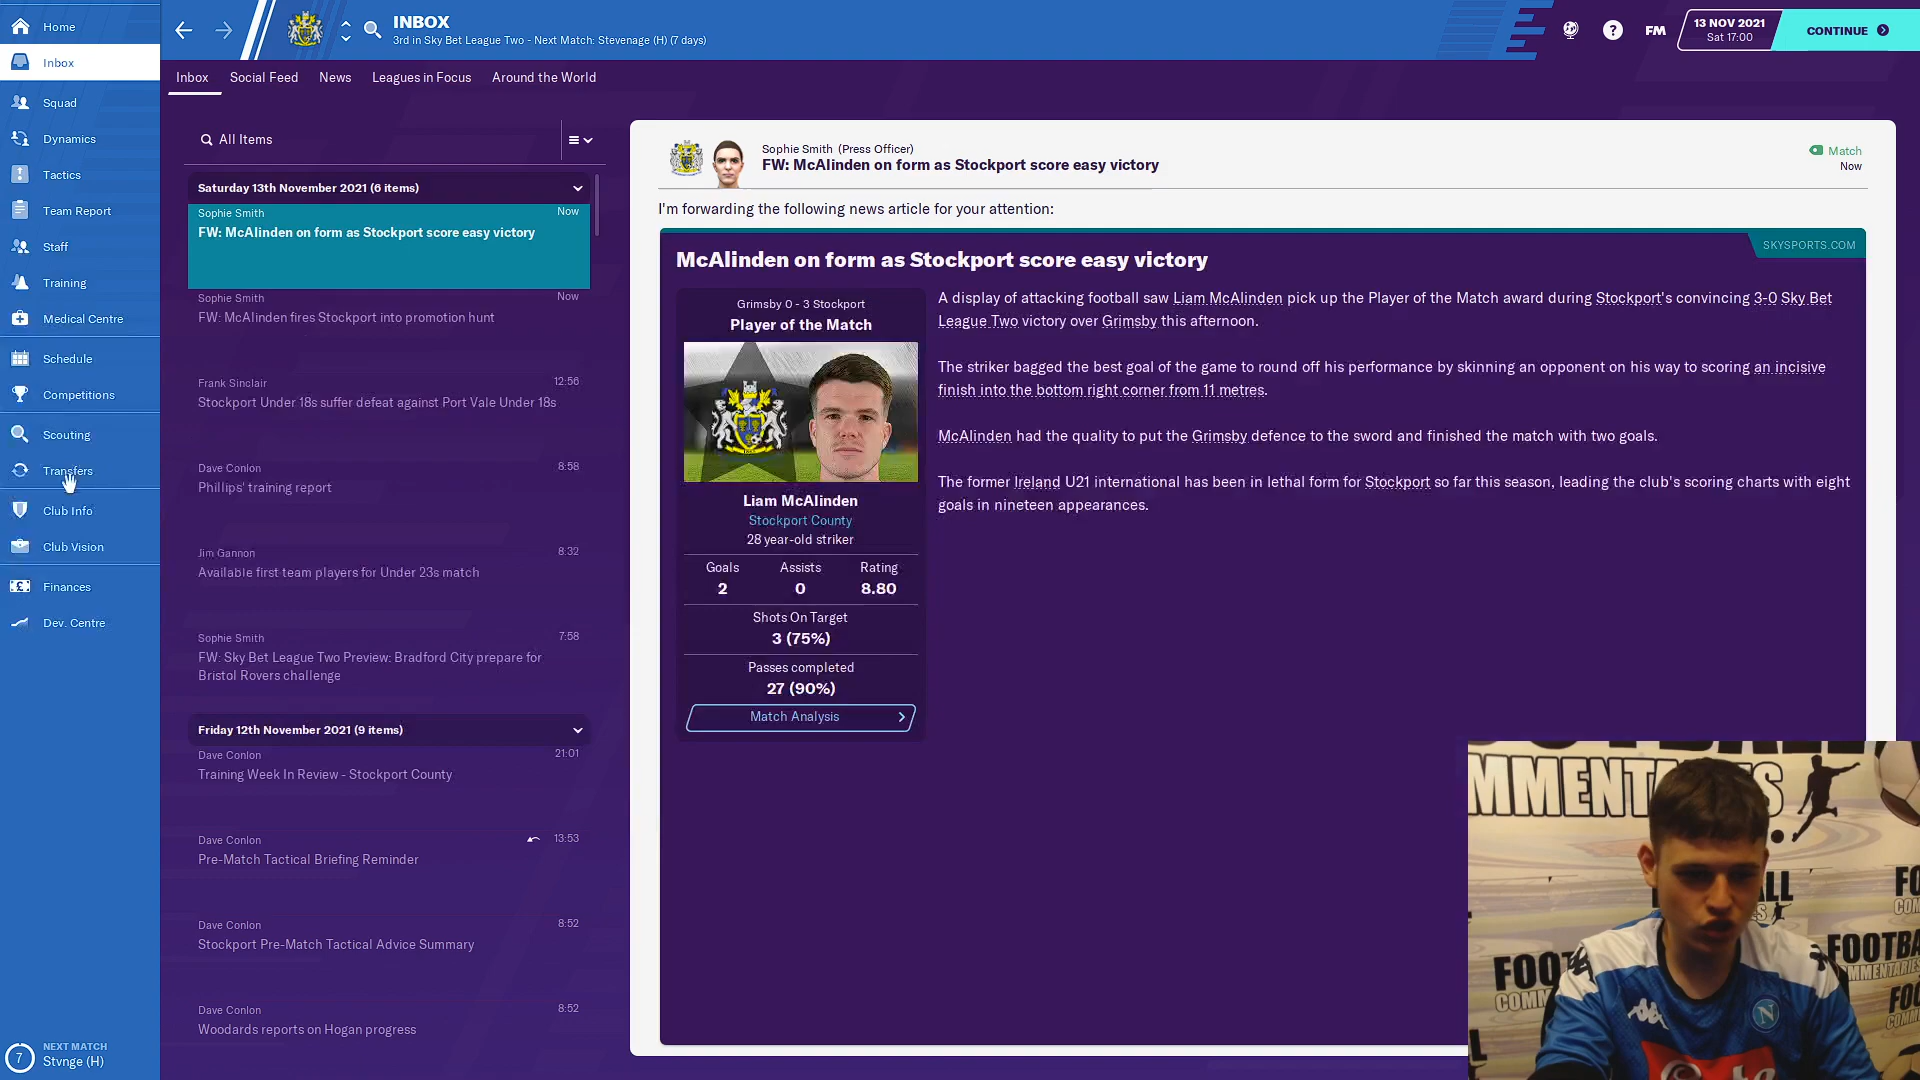 Home
Inbox
Squad
Dynamics
Tactics
Team Report
Staff
Training
Medical Centre
Schedule
Competitions
Scouting
Transfers
Club Info
Club Vision
Finances
Dev. Centre
7
NEXT MATCH
Stvnge (H)
INBOX
3rd in Sky Bet League Two - Next Match: Stevenage (H) (7 days)
FM
13 NOV 2021
Sat 17:00
CONTINUE
Inbox Social Feed News Leagues in Focus Around the World
All Items
Saturday 13th November 2021 (6 items)
Sophie Smith Now
FW: McAlinden on form as Stockport score easy victory
Sophie Smith Now
FW: McAlinden fires Stockport into promotion hunt
Frank Sinclair 12:56
Stockport Under 18s suffer defeat against Port Vale Under 18s
Dave Conlon 8:58
Phillips' training report
Jim Gannon 8:32
Available first team players for Under 23s match
Sophie Smith 7:58
FW: Sky Bet League Two Preview: Bradford City prepare for
Bristol Rovers challenge
Friday 12th November 2021 (9 items)
Dave Conlon 21:01
Training Week In Review - Stockport County
Dave Conlon 13:53
Pre-Match Tactical Briefing Reminder
Dave Conlon 8:52
Stockport Pre-Match Tactical Advice Summary
Dave Conlon 8:52
Woodards reports on Hogan progress
Sophie Smith (Press Officer)
FW: McAlinden on form as Stockport score easy victory
Match
Now
I'm forwarding the following news article for your attention:
SKYSPORTS.COM
McAlinden on form as Stockport score easy victory
Grimsby 0 - 3 Stockport
Player of the Match
Liam McAlinden
Stockport County
28 year-old striker
Goals Assists Rating
2 0 8.80
Shots On Target
3 (75%)
Passes completed
27 (90%)
Match Analysis
A display of attacking football saw Liam McAlinden pick up the Player of the Match award during Stockport's convincing 3-0 Sky Bet
League Two victory over Grimsby this afternoon.
The striker bagged the best goal of the game to round off his performance by skinning an opponent on his way to scoring an incisive
finish into the bottom right corner from 11 metres.
McAlinden had the quality to put the Grimsby defence to the sword and finished the match with two goals.
The former Ireland U21 international has been in lethal form for Stockport so far this season, leading the club's scoring charts with eight
goals in nineteen appearances.